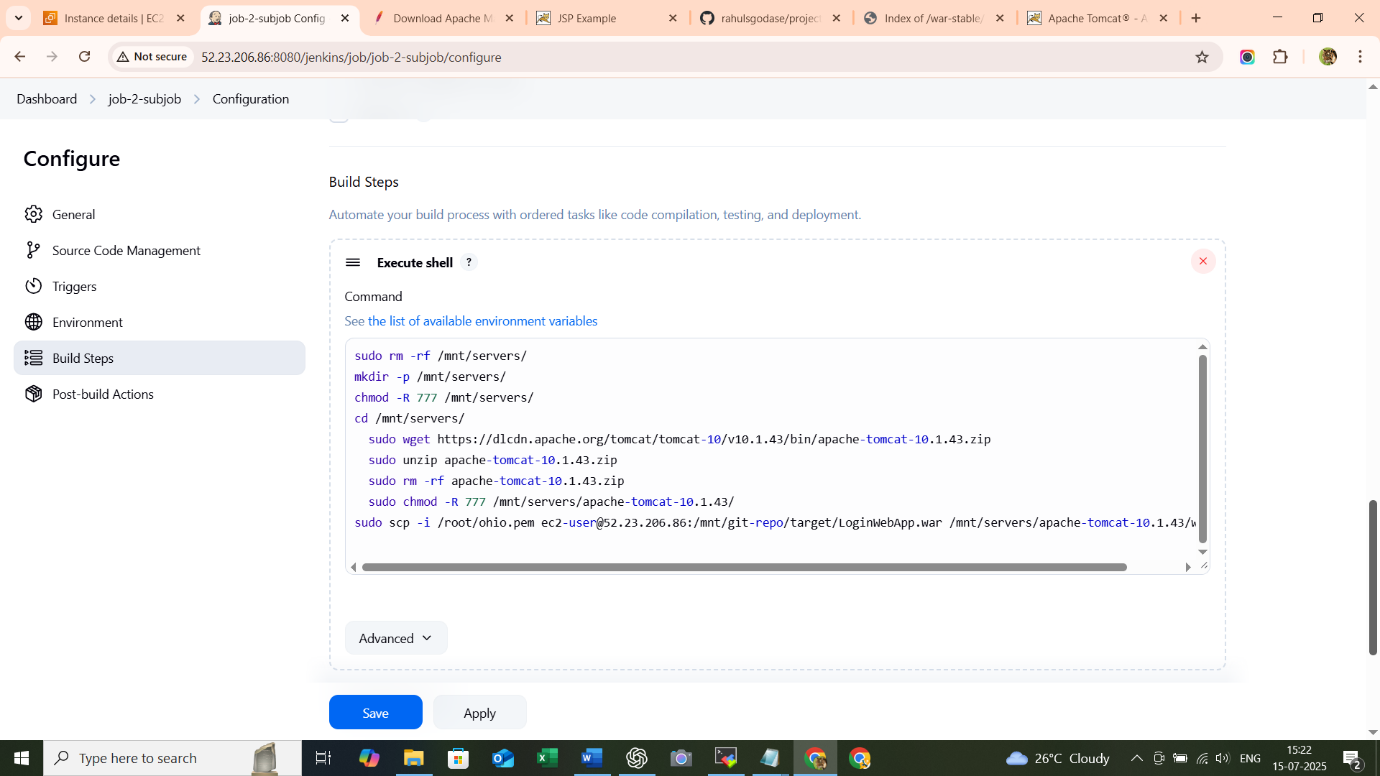 Instance details | EC2
job-2-subjob Config
Download Apache M
JSP Example
rahulsgodase/project
Index of /war-stable/
Apache Tomcat® - A
Not secure
52.23.206.86:8080/jenkins/job/job-2-subjob/configure
Dashboard > job-2-subjob > Configuration
Configure
General
Source Code Management
Triggers
Environment
Build Steps
Post-build Actions
Build Steps
Automate your build process with ordered tasks like code compilation, testing, and deployment.
Execute shell ?
Command
See the list of available environment variables
sudo rm -rf /mnt/servers/
mkdir -p /mnt/servers/
chmod -R 777 /mnt/servers/
cd /mnt/servers/
sudo wget https://dlcdn.apache.org/tomcat/tomcat-10/v10.1.43/bin/apache-tomcat-10.1.43.zip
sudo unzip apache-tomcat-10.1.43.zip
sudo rm -rf apache-tomcat-10.1.43.zip
sudo chmod -R 777 /mnt/servers/apache-tomcat-10.1.43/
sudo scp -i /root/ohio.pem ec2-user@52.23.206.86:/mnt/git-repo/target/LoginWebApp.war /mnt/servers/apache-tomcat-10.1.43/w
Advanced
Save
Apply
Type here to search
26°C Cloudy
ENG
15:22
15-07-2025
2